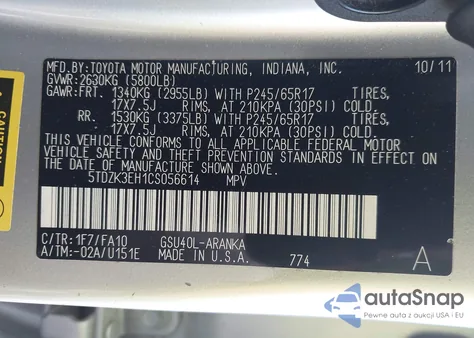 MFD. BY: TOYOTA MOTOR MANUFACTURING, INDIANA, INC. 10/11
GVWR: 2630KG (5800LB)
GAWR:FRT. 1340KG (2955LB) WITH P245/65R17 TIRES,
17X7.5J RIMS, AT 210KPA (30PSI) COLD.
RR. 1530KG (3375LB) WITH P245/65R17 TIRES,
17X7.5J RIMS, AT 210KPA (30PSI) COLD.
THIS VEHICLE CONFORMS TO ALL APPLICABLE FEDERAL MOTOR
VEHICLE SAFETY STANDARDS IN EFFECT ON
THE DATE OF MANUFACTURE SHOWN ABOVE.
5TDZK3EH1CS056614 MPV
C/TR:1F7/FA10 GSU40L-ARANKA
A/TM:-02A/U151E MADE IN U.S.A. 774 A
CAUTION
autoSnap
Pewne auta z aukcji USA i EU